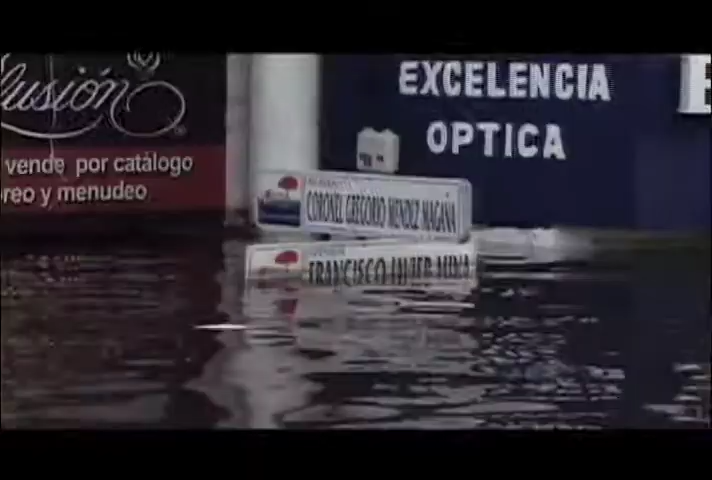 lusión
vende por catálogo
reo y menudeo
EXCELENCIA
OPTICA
CORONEL GREGORIO MENDEZ MAGAÑA
FRANCISCO JAVIER MINA